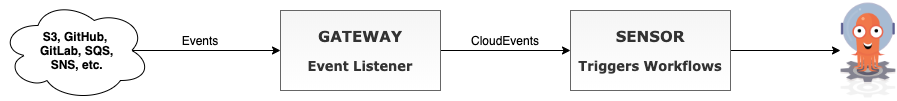 S3, GitHub,
GitLab, SQS,
SNS, etc.
Events
GATEWAY
Event Listener
CloudEvents
SENSOR
Triggers Workflows